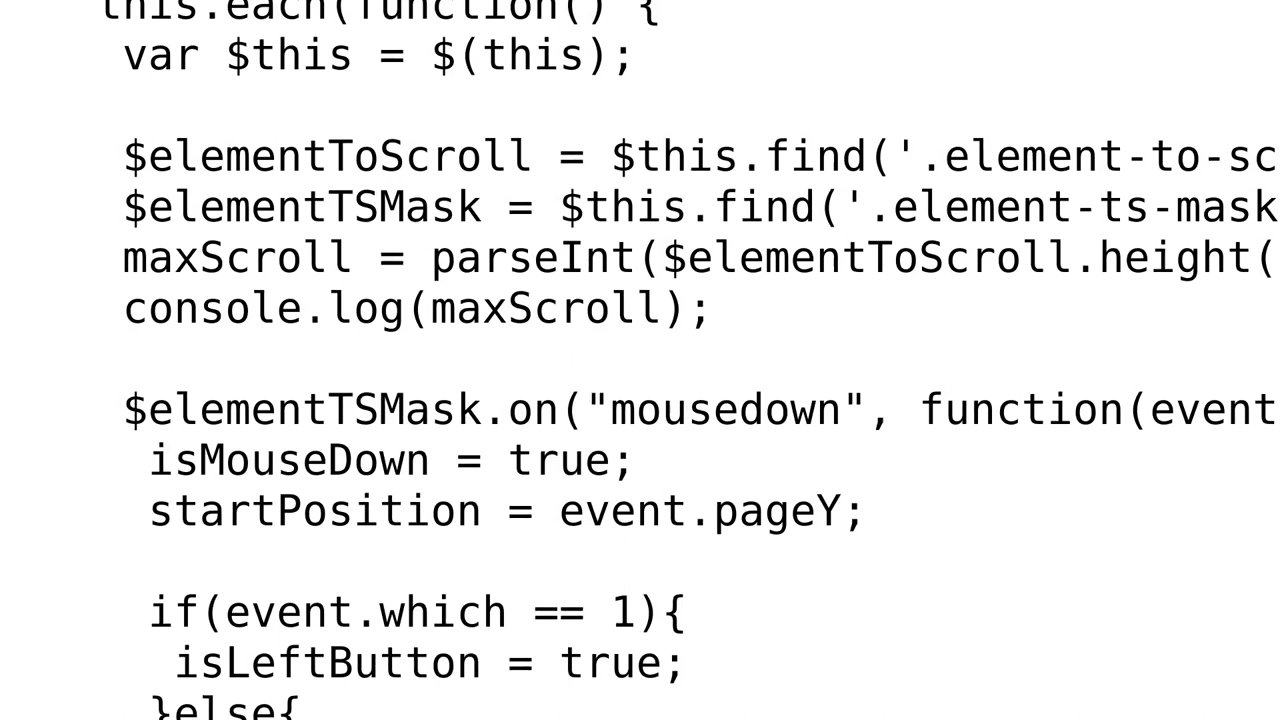 this.each(function() {
var $this = $(this);
$elementToScroll = $this.find('.element-to-sc
$elementTSMask = $this.find('.element-ts-mask
maxScroll = parseInt($elementToScroll.height(
console.log(maxScroll);
$elementTSMask.on("mousedown", function(event
isMouseDown = true;
startPosition = event.pageY;
if(event.which == 1){
isLeftButton = true;
}else{